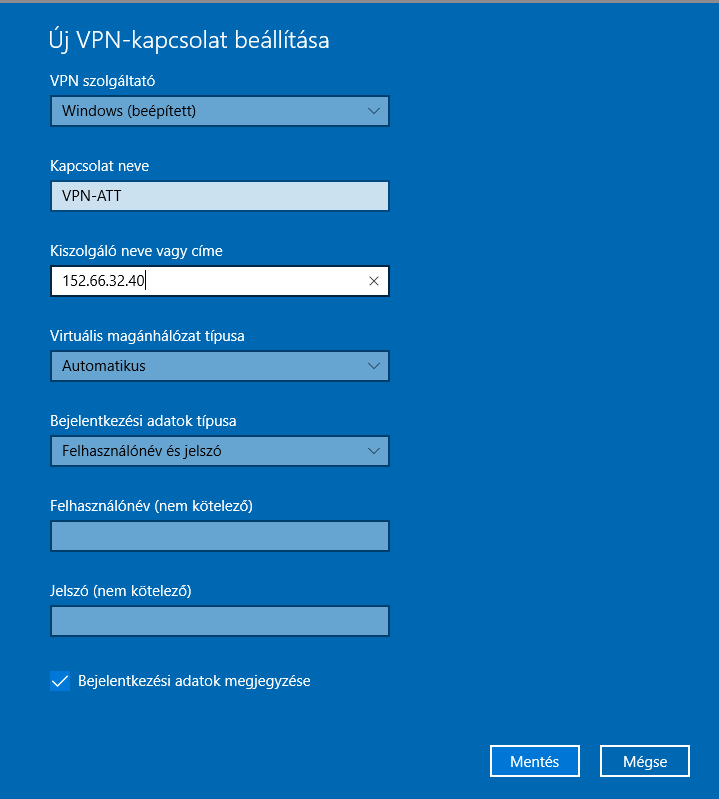 Új VPN-kapcsolat beállítása
VPN szolgáltató
Windows (beépített)
Kapcsolat neve
VPN-ATT
Kiszolgáló neve vagy címe
152.66.32.40
Virtuális magánhálózat típusa
Automatikus
Bejelentkezési adatok típusa
Felhasználónév és jelszó
Felhasználónév (nem kötelező)
Jelszó (nem kötelező)
Bejelentkezési adatok megjegyzése
Mentés Mégse